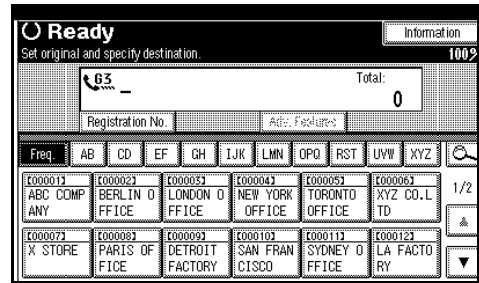 Ready
Information
Set original and specify destination.
100%
G3 _
Total:
0
Registration No.
Adv. Features
Freq. AB CD EF GH IJK LMN OPQ RST UVW XYZ
[00001] [00002] [00003] [00004] [00005] [00006]
ABC COMP BERLIN O LONDON O NEW YORK TORONTO XYZ CO.L
ANY FFICE FFICE OFFICE OFFICE TD
1/2
[00007] [00008] [00009] [00010] [00011] [00012]
X STORE PARIS OF DETROIT SAN FRAN SYDNEY O LA FACTO
FICE FACTORY CISCO FFICE RY